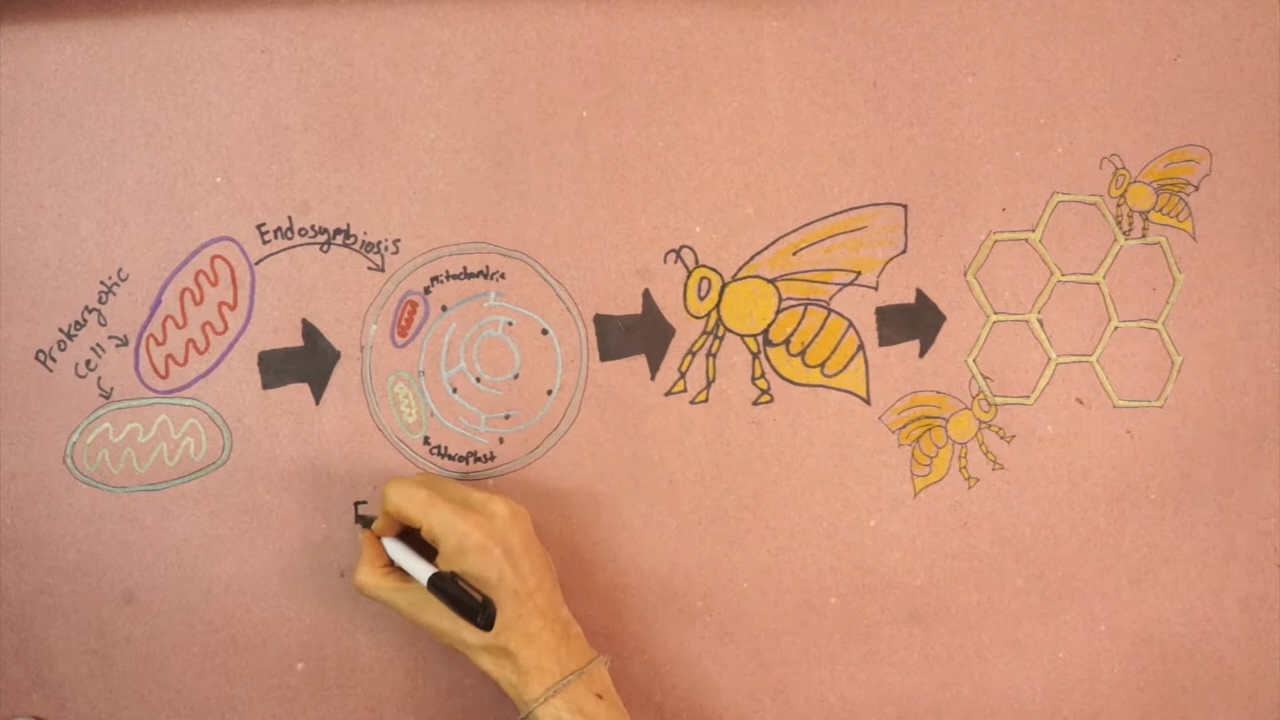 Endosymbiosis
Prokaryotic
cell
Mitochondria
Chloroplast
E